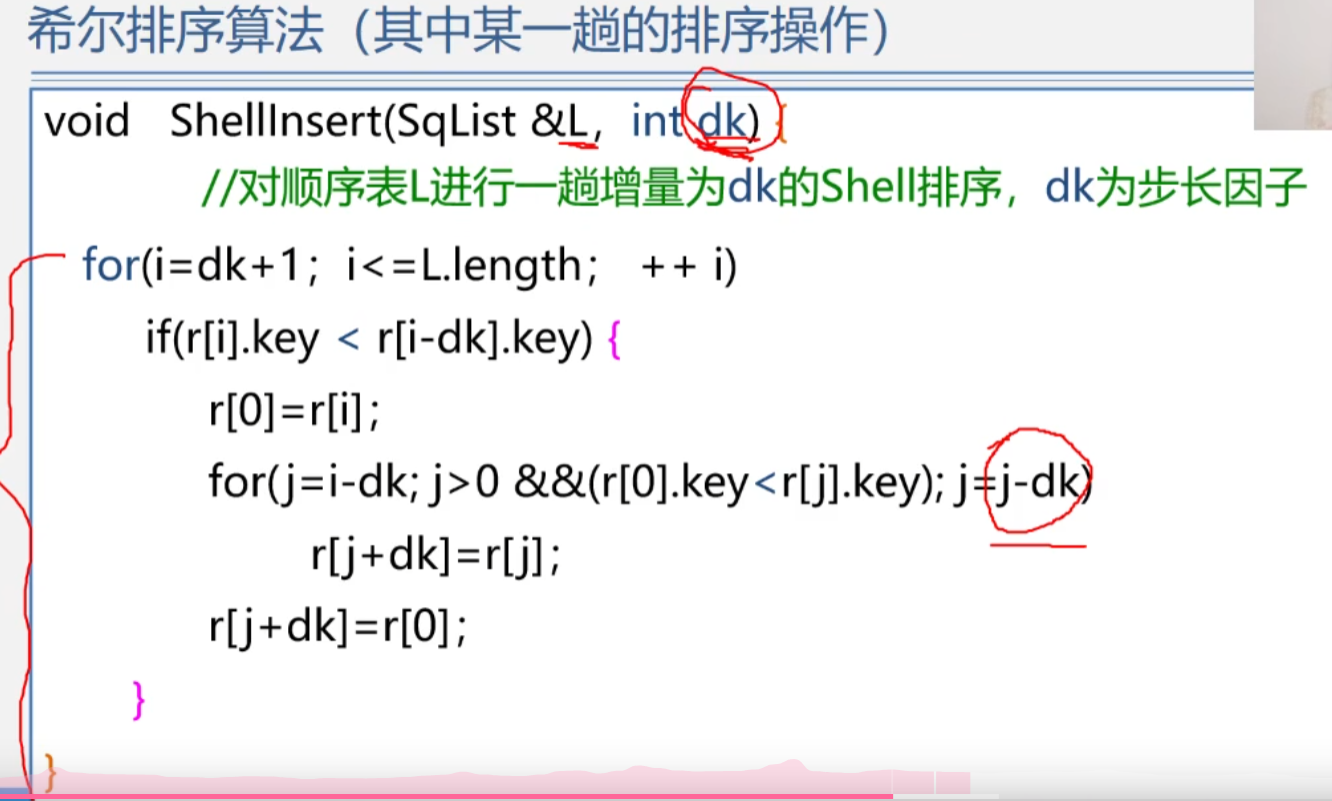 希尔排序算法（其中某一趟的排序操作）
void ShellInsert(SqList &L, int dk) {
//对顺序表L进行一趟增量为dk的Shell排序，dk为步长因子
for(i=dk+1; i<=L.length; ++ i)
if(r[i].key < r[i-dk].key) {
r[0]=r[i];
for(j=i-dk; j>0 &&(r[0].key<r[j].key); j=j-dk)
r[j+dk]=r[j];
r[j+dk]=r[0];
}
}